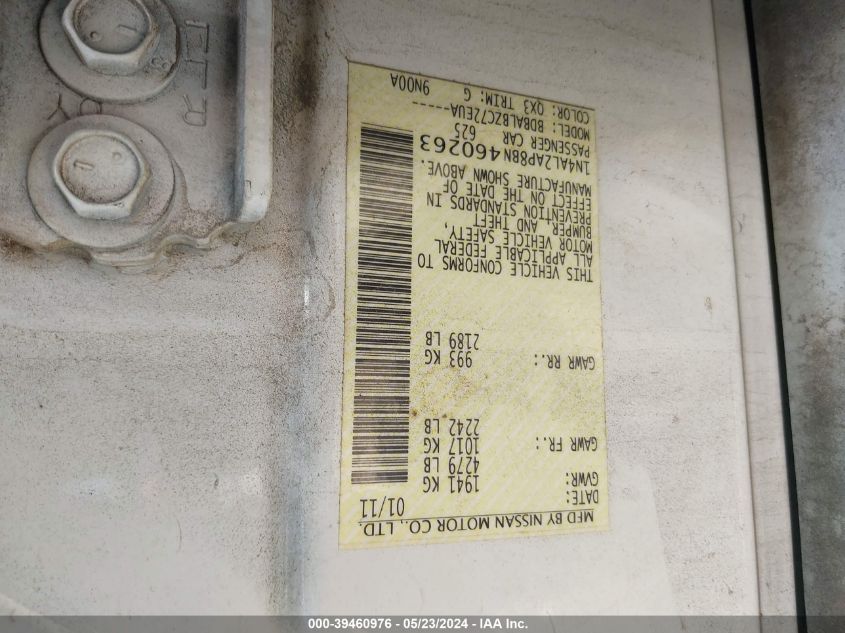 MFD BY NISSAN MOTOR CO., LTD.
DATE: 01/11
GVWR: 1941 KG
4279 LB
GAWR FR.: 1017 KG
2242 LB
GAWR RR.: 993 KG
2189 LB
THIS VEHICLE CONFORMS TO
ALL APPLICABLE FEDERAL
MOTOR VEHICLE SAFETY,
BUMPER, AND THEFT
PREVENTION STANDARDS IN
EFFECT ON THE DATE OF
MANUFACTURE SHOWN ABOVE.
1N4AL2AP8BN460263
PASSENGER CAR 625
MODEL: BDBALBZC72EUA-----
COLOR: QX3 TRIM: G 9N00A
000-39460976 | 05/23/2024 | IAA Inc.